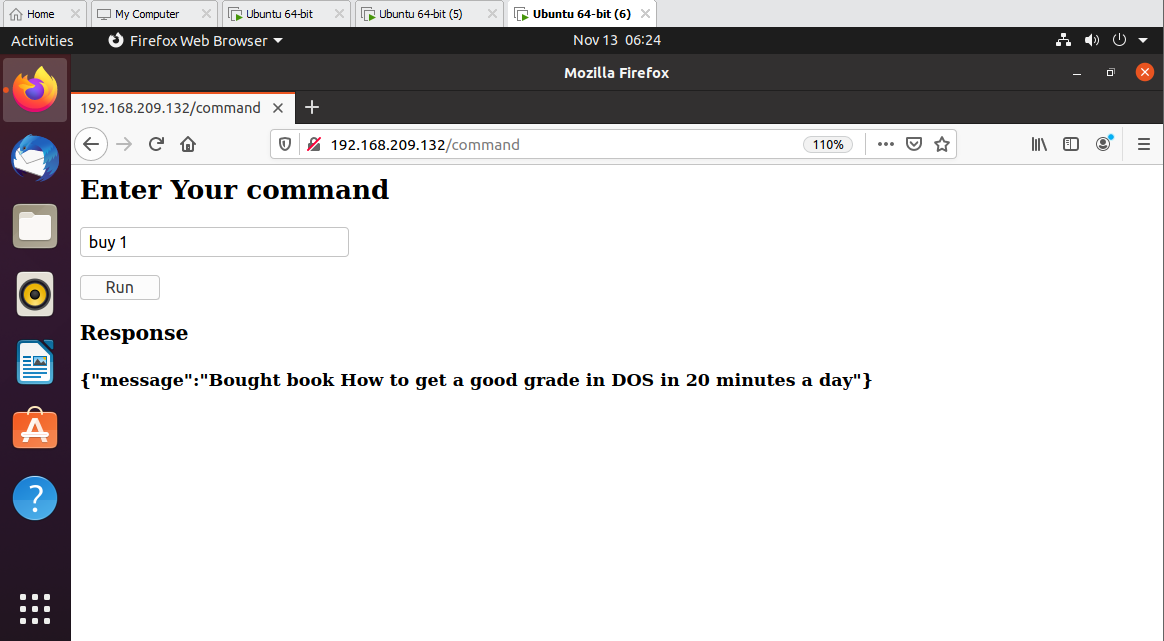 Home My Computer Ubuntu 64-bit Ubuntu 64-bit (5) Ubuntu 64-bit (6)
Activities Firefox Web Browser Nov 13 06:24
Mozilla Firefox
192.168.209.132/command
192.168.209.132/command 110%
Enter Your command
buy 1
Run
Response
{"message":"Bought book How to get a good grade in DOS in 20 minutes a day"}